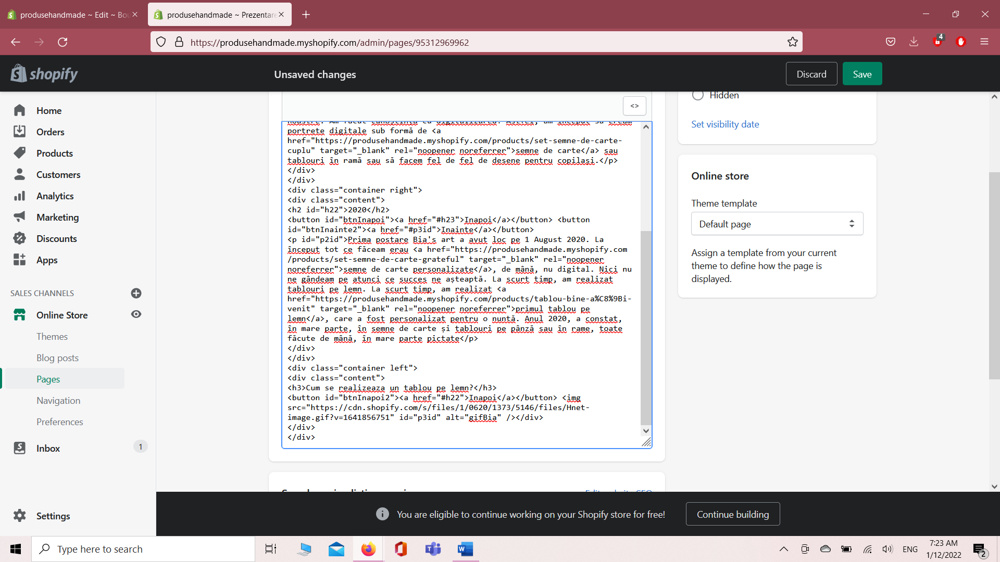 produsehandmade ~ Edit ~ Bou
produsehandmade ~ Prezentare
https://produsehandmade.myshopify.com/admin/pages/95312969962
4
shopify
Unsaved changes
Discard
Save
Home
Orders
Products
Customers
Analytics
Marketing
Discounts
Apps
SALES CHANNELS
Online Store
Themes
Blog posts
Pages
Navigation
Preferences
Inbox
1
Settings
<>
noastre. Am facut cunostinta cu digitalizarea. Astfel, am inceput sa cream
portrete digitale sub formă de <a
href="https://produsehandmade.myshopify.com/products/set-semne-de-carte-
cuplu" target="_blank" rel="noopener noreferrer">semne de carte</a> sau
tablouri în ramă sau să facem fel de fel de desene pentru copilasi.</p>
</div>
</div>
<div class="container right">
<div class="content">
<h2 id="h22">2020</h2>
<button id="btnInapoi"><a href="#h23">Inapoi</a></button> <button
id="btnInainte2"><a href="#p3id">Inainte</a></button>
<p id="p2id">Prima postare Bia's art a avut loc pe 1 August 2020. La
început tot ce făceam erau <a href="https://produsehandmade.myshopify.com
/products/set-semne-de-carte-grateful" target="_blank" rel="noopener
noreferrer">semne de carte personalizate</a>, de mână, nu digital. Nici nu
ne gândeam pe atunci ce succes ne așteaptă. La scurt timp, am realizat
tablouri pe lemn. La scurt timp, am realizat <a
href="https://produsehandmade.myshopify.com/products/tablou-bine-a%C8%9Bi-
venit" target="_blank" rel="noopener noreferrer">primul tablou pe
lemn</a>, care a fost personalizat pentru o nuntă. Anul 2020, a constat,
în mare parte, în semne de carte și tablouri pe pânză sau în rame, toate
făcute de mână, în mare parte pictate</p>
</div>
</div>
<div class="container left">
<div class="content">
<h3>Cum se realizeaza un tablou pe lemn?</h3>
<button id="btnInapoi2"><a href="#h22">Inapoi</a></button> <img
src="https://cdn.shopify.com/s/files/1/0620/1373/5146/files/Hnet-
image.gif?v=1641856751" id="p3id" alt="gifBia" /></div>
</div>
</div>
Hidden
Set visibility date
Online store
Theme template
Default page
Assign a template from your current
theme to define how the page is
displayed.
You are eligible to continue working on your Shopify store for free!
Continue building
Type here to search
ENG
7:23 AM
1/12/2022
2